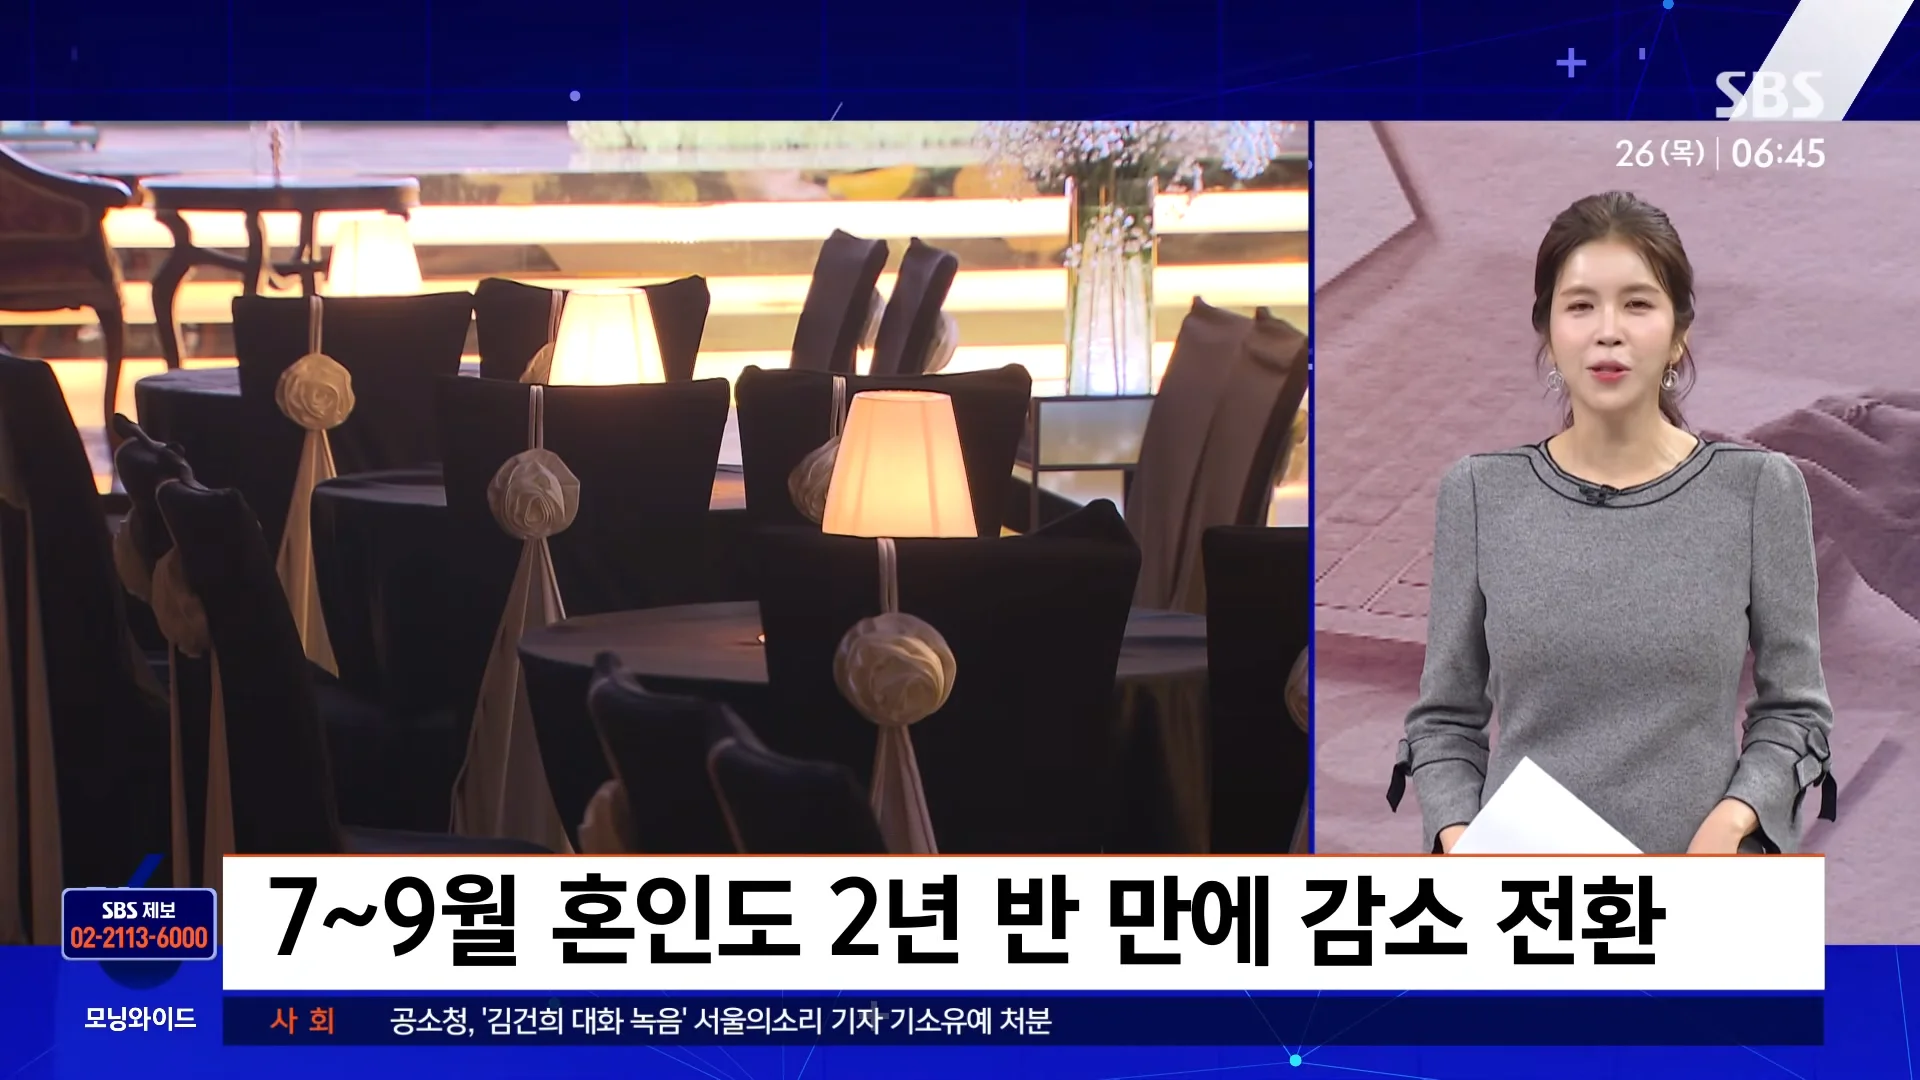 SBS
26(목) | 06:45
SBS 제보
02-2113-6000
7~9월 혼인도 2년 반 만에 감소 전환
모닝와이드
사 회 공소청, '김건희 대화 녹음' 서울의소리 기자 기소유예 처분